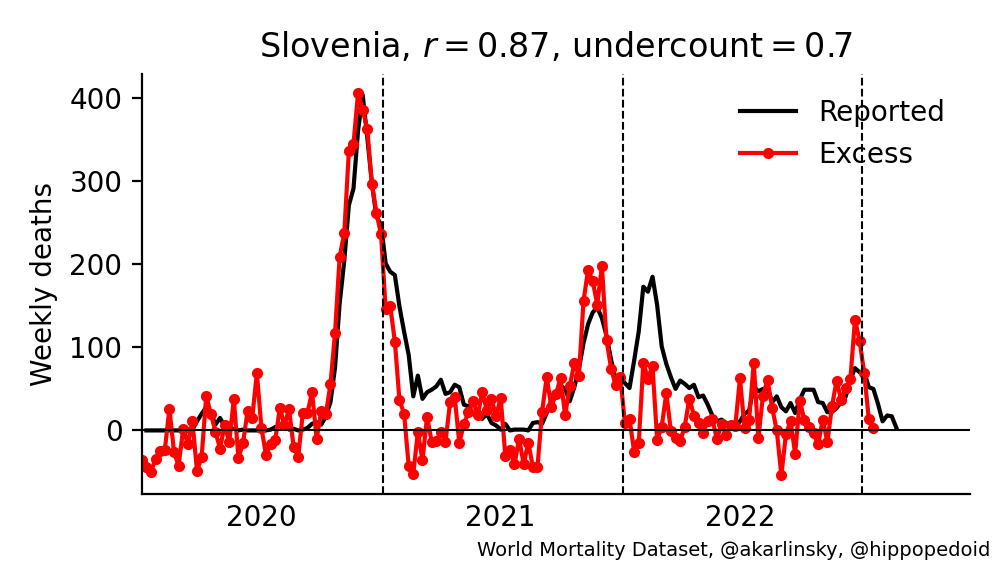 Slovenia, r = 0.87, undercount = 0.7
400
300
200
100
0
Weekly deaths
Reported
Excess
2020
2021
2022
World Mortality Dataset, @akarlinsky, @hippopedoid